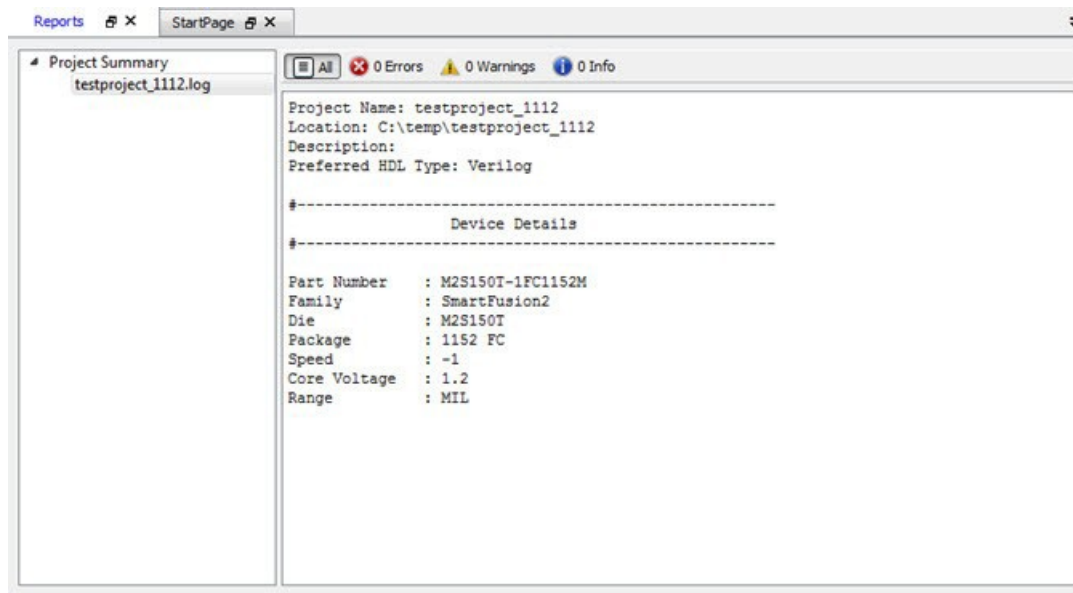 Reports
StartPage
Project Summary
testproject_1112.log
All
0 Errors
0 Warnings
0 Info
Project Name: testproject_1112
Location: C:\temp\testproject_1112
Description:
Preferred HDL Type: Verilog
#------------------------------------------------------
Device Details
#------------------------------------------------------
Part Number : M2S150T-1FC1152M
Family : SmartFusion2
Die : M2S150T
Package : 1152 FC
Speed : -1
Core Voltage : 1.2
Range : MIL